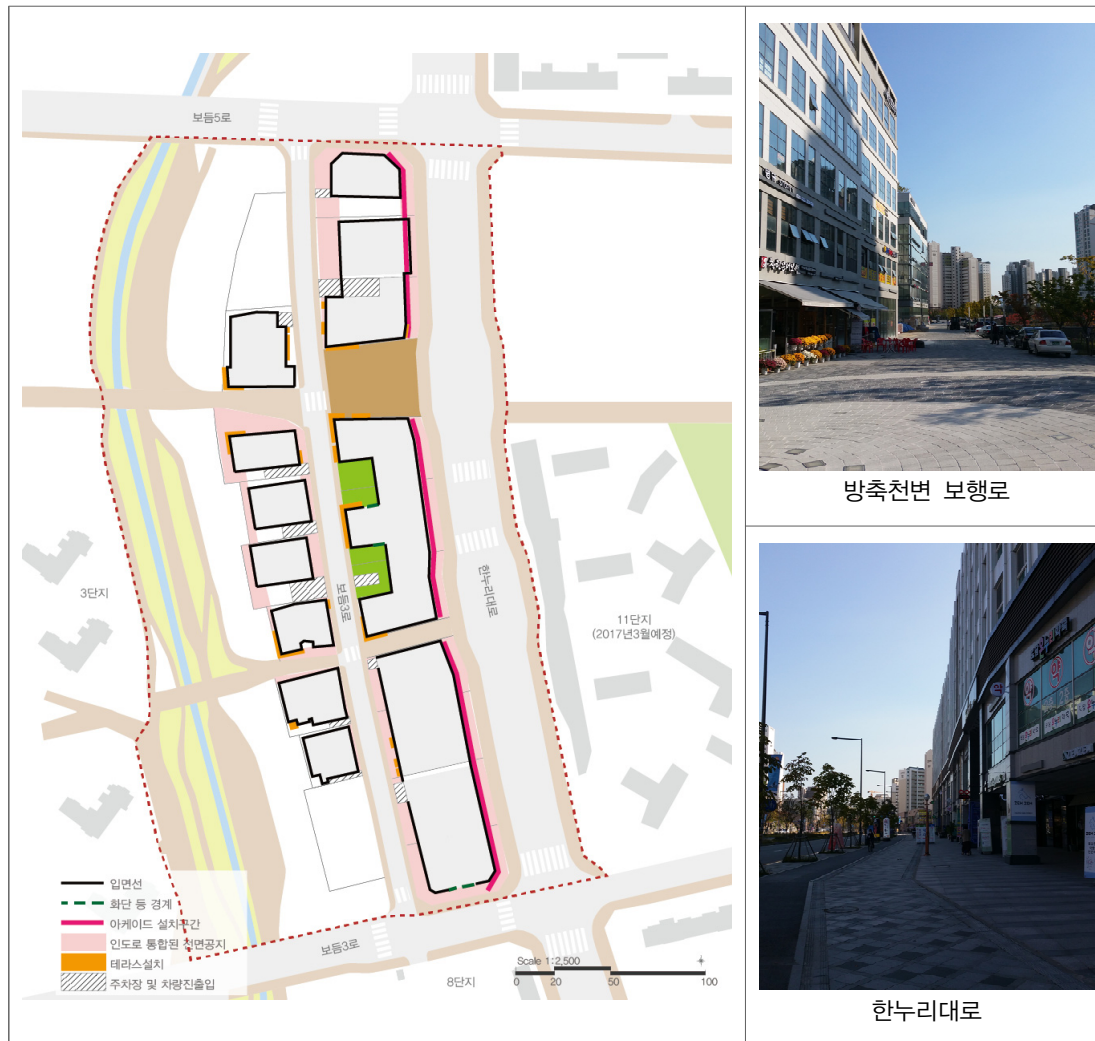 보듬5로
3단지
보듬3로
한누리대로
11단지
(2017년3월예정)
입면선
화단 등 경계
아케이드 설치구간
인도로 통합된 전면공지
테라스설치
주차장 및 차량진출입
보듬3로
8단지
Scale 1:2,500
0 20 50 100
방축천변 보행로
약
약
약
한누리대로